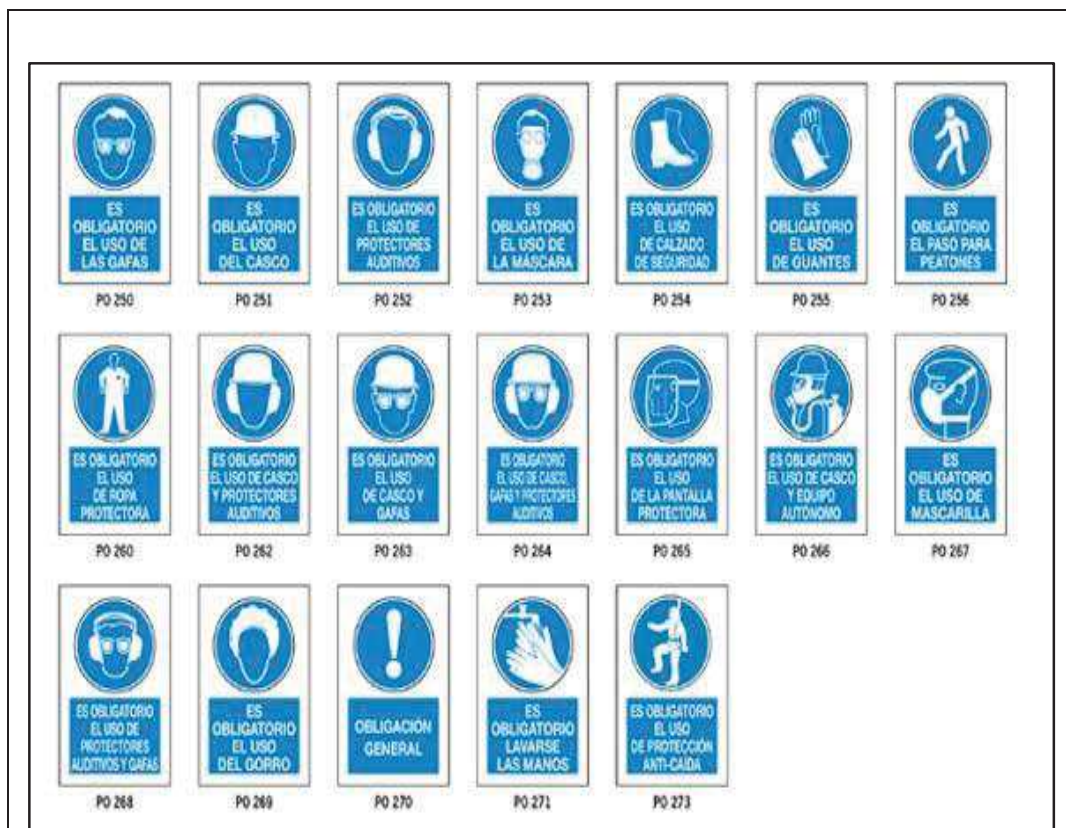 ES
OBLIGATORIO
EL USO DE
LAS GAFAS
PO 250
ES
OBLIGATORIO
EL USO
DEL CASCO
PO 251
ES OBLIGATORIO
EL USO DE
PROTECTORES
AUDITIVOS
PO 252
ES
OBLIGATORIO
EL USO DE
LA MÁSCARA
PO 253
ES OBLIGATORIO
EL USO
DE CALZADO
DE SEGURIDAD
PO 254
ES
OBLIGATORIO
EL USO
DE GUANTES
PO 255
ES
OBLIGATORIO
EL PASO PARA
PEATONES
PO 256
ES OBLIGATORIO
EL USO
DE ROPA
PROTECTORA
PO 260
ES OBLIGATORIO
EL USO DE CASCO
Y PROTECTORES
AUDITIVOS
PO 262
ES OBLIGATORIO
EL USO
DE CASCO Y
GAFAS
PO 263
ES OBLIGATORIO
EL USO DE CASCO,
GAFAS Y PROTECTORES
AUDITIVOS
PO 264
ES OBLIGATORIO
EL USO
DE LA PANTALLA
PROTECTORA
PO 265
ES OBLIGATORIO
EL USO DE CASCO
Y EQUIPO
AUTÓNOMO
PO 266
ES
OBLIGATORIO
EL USO DE
MASCARILLA
PO 267
ES OBLIGATORIO
EL USO DE
PROTECTORES
AUDITIVOS Y GAFAS
PO 268
ES
OBLIGATORIO
EL USO
DEL GORRO
PO 269
OBLIGACIÓN
GENERAL
PO 270
ES
OBLIGATORIO
LAVARSE
LAS MANOS
PO 271
ES OBLIGATORIO
EL USO
DE PROTECCIÓN
ANTI-CAÍDA
PO 273